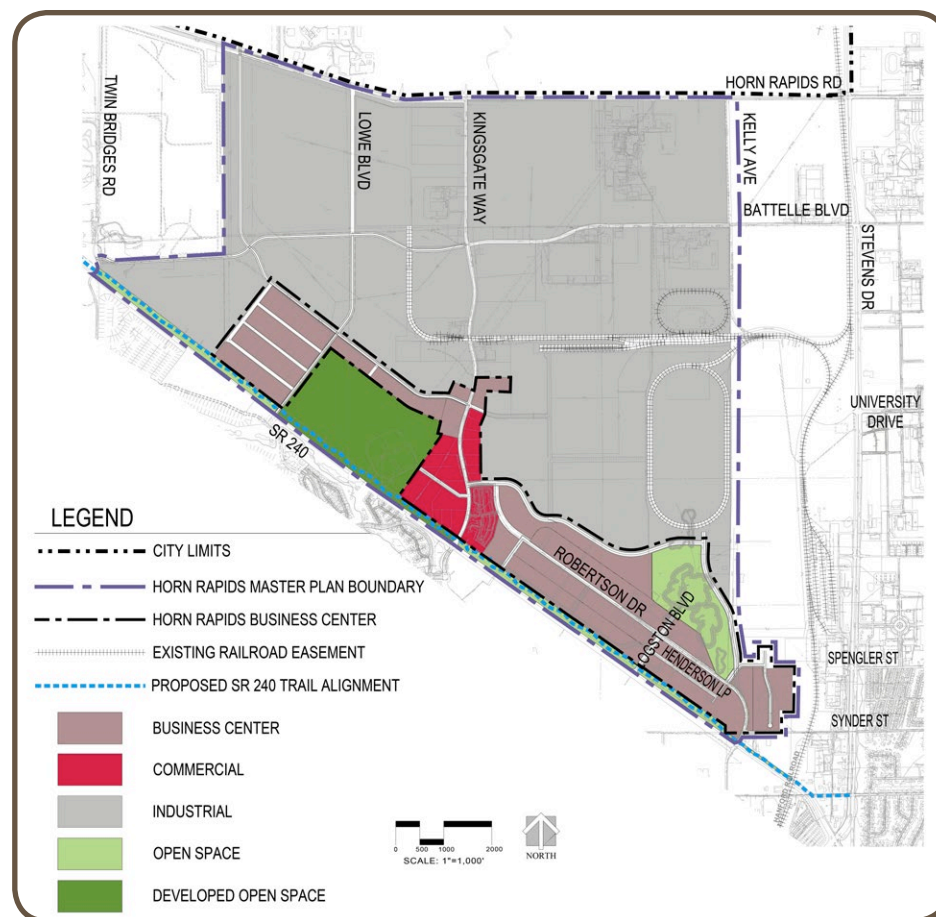 HORN RAPIDS RD
TWIN BRIDGES RD
LOWE BLVD
KINGSGATE WAY
KELLY AVE
BATTELLE BLVD
STEVENS DR
UNIVERSITY
DRIVE
SR 240
ROBERTSON DR
LOGSTON BLVD
HENDERSON LP
SPENGLER ST
SYNDER ST
LEGEND
CITY LIMITS
HORN RAPIDS MASTER PLAN BOUNDARY
HORN RAPIDS BUSINESS CENTER
EXISTING RAILROAD EASEMENT
PROPOSED SR 240 TRAIL ALIGNMENT
BUSINESS CENTER
COMMERCIAL
INDUSTRIAL
OPEN SPACE
DEVELOPED OPEN SPACE
0 500 1000 2000
SCALE: 1"=1,000'
NORTH